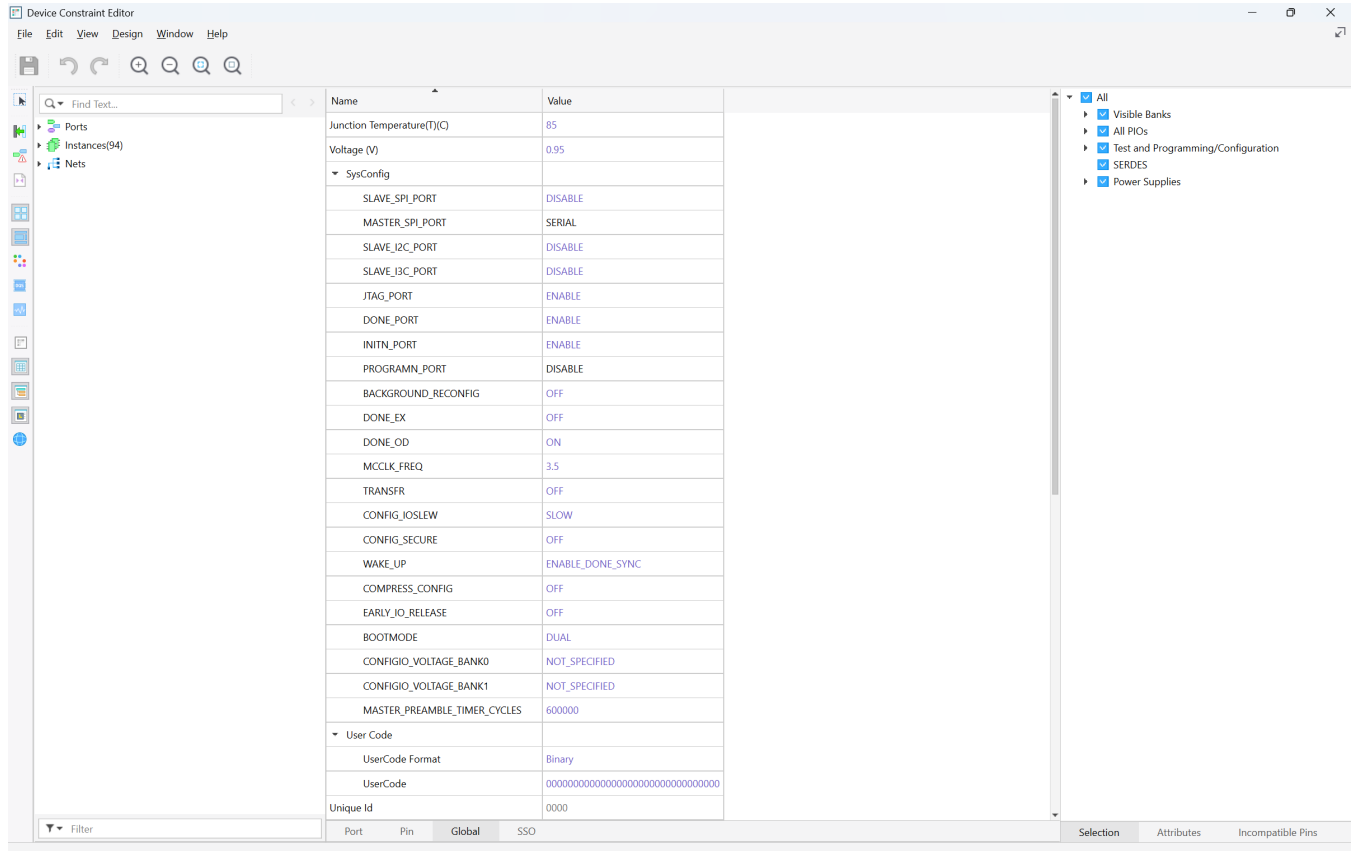 Device Constraint Editor
File Edit View Design Window Help
Find Text...
Ports
Instances(94)
Nets
Filter
Name Value
Junction Temperature(T)(C) 85
Voltage (V) 0.95
SysConfig
SLAVE_SPI_PORT DISABLE
MASTER_SPI_PORT SERIAL
SLAVE_I2C_PORT DISABLE
SLAVE_I3C_PORT DISABLE
JTAG_PORT ENABLE
DONE_PORT ENABLE
INITN_PORT ENABLE
PROGRAMN_PORT DISABLE
BACKGROUND_RECONFIG OFF
DONE_EX OFF
DONE_OD ON
MCCLK_FREQ 3.5
TRANSFR OFF
CONFIG_IOSLEW SLOW
CONFIG_SECURE OFF
WAKE_UP ENABLE_DONE_SYNC
COMPRESS_CONFIG OFF
EARLY_IO_RELEASE OFF
BOOTMODE DUAL
CONFIGIO_VOLTAGE_BANK0 NOT_SPECIFIED
CONFIGIO_VOLTAGE_BANK1 NOT_SPECIFIED
MASTER_PREAMBLE_TIMER_CYCLES 600000
User Code
UserCode Format Binary
UserCode 00000000000000000000000000000000
Unique Id 0000
Port Pin Global SSO
All
Visible Banks
All PIOs
Test and Programming/Configuration
SERDES
Power Supplies
Selection Attributes Incompatible Pins